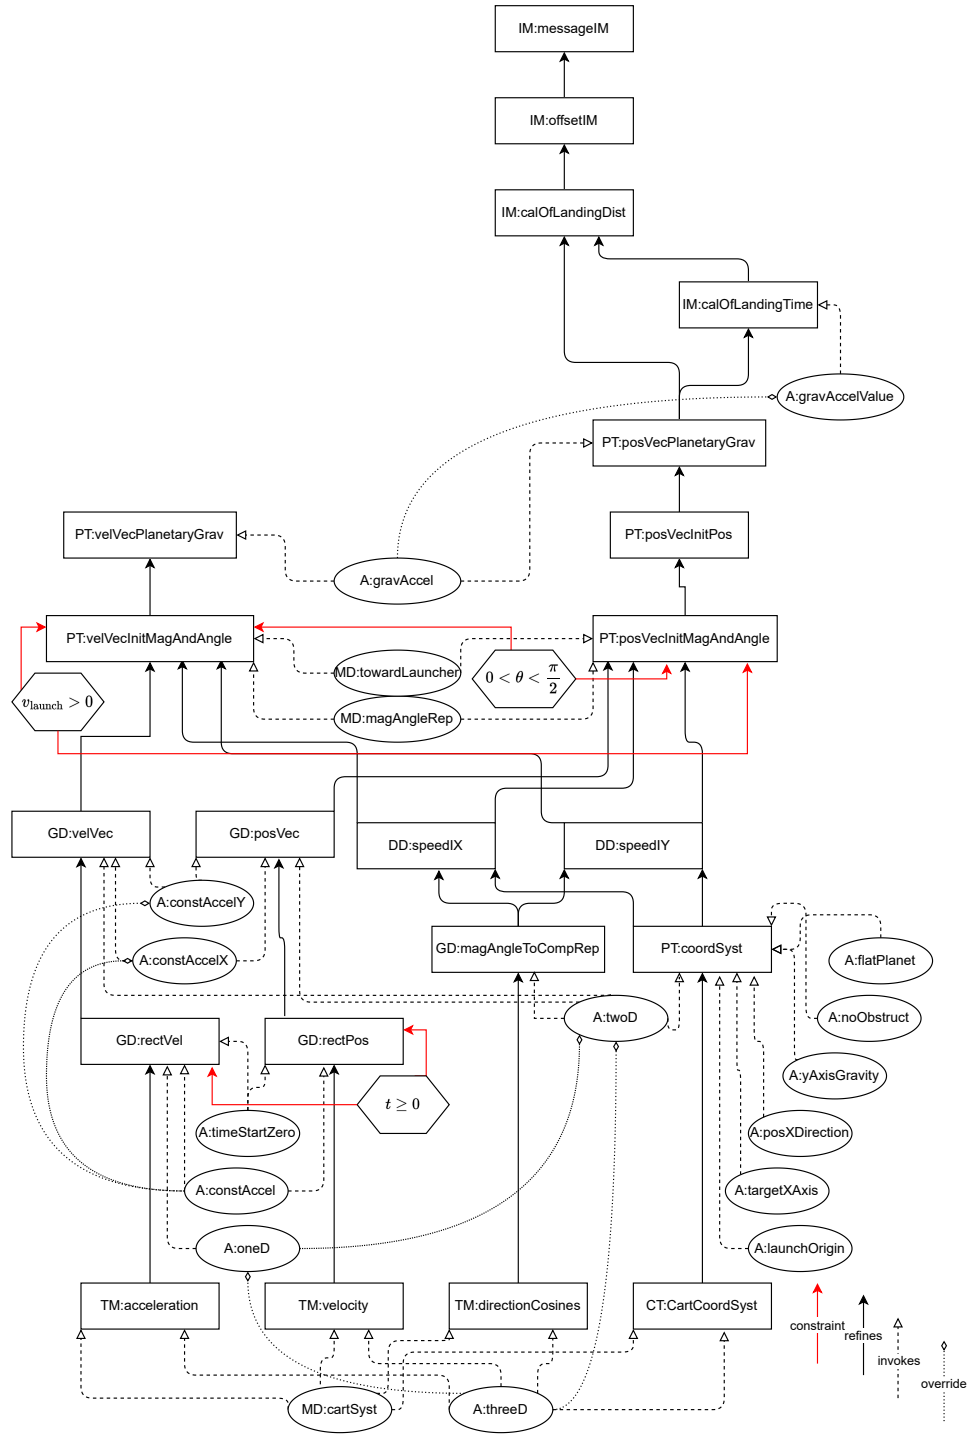 IM:messageIM
IM:offsetIM
IM:calOfLandingDist
IM:calOfLandingTime
A:gravAccelValue
PT:posVecPlanetaryGrav
PT:velVecPlanetaryGrav
PT:posVecInitPos
A:gravAccel
PT:velVecInitMagAndAngle
PT:posVecInitMagAndAngle
MD:towardLauncher
0 < θ < π/2
v_launch > 0
MD:magAngleRep
GD:velVec
GD:posVec
DD:speedIX
DD:speedIY
A:constAccelY
GD:magAngleToCompRep
PT:coordSyst
A:constAccelX
A:flatPlanet
A:twoD
A:noObstruct
GD:rectVel
GD:rectPos
A:yAxisGravity
t ≥ 0
A:timeStartZero
A:posXDirection
A:constAccel
A:targetXAxis
A:oneD
A:launchOrigin
TM:acceleration
TM:velocity
TM:directionCosines
CT:CartCoordSyst
constraint
refines
invokes
override
MD:cartSyst
A:threeD